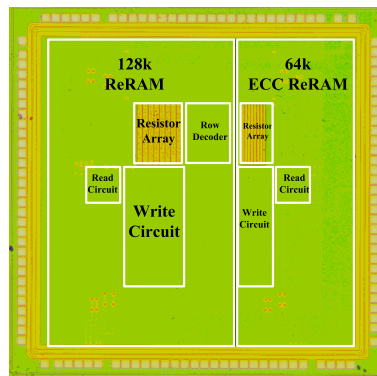 128k
ReRAM
64k
ECC ReRAM
Resistor
Array
Row
Decoder
Resistor
Array
Read
Circuit
Write
Circuit
Write
Circuit
Read
Circuit